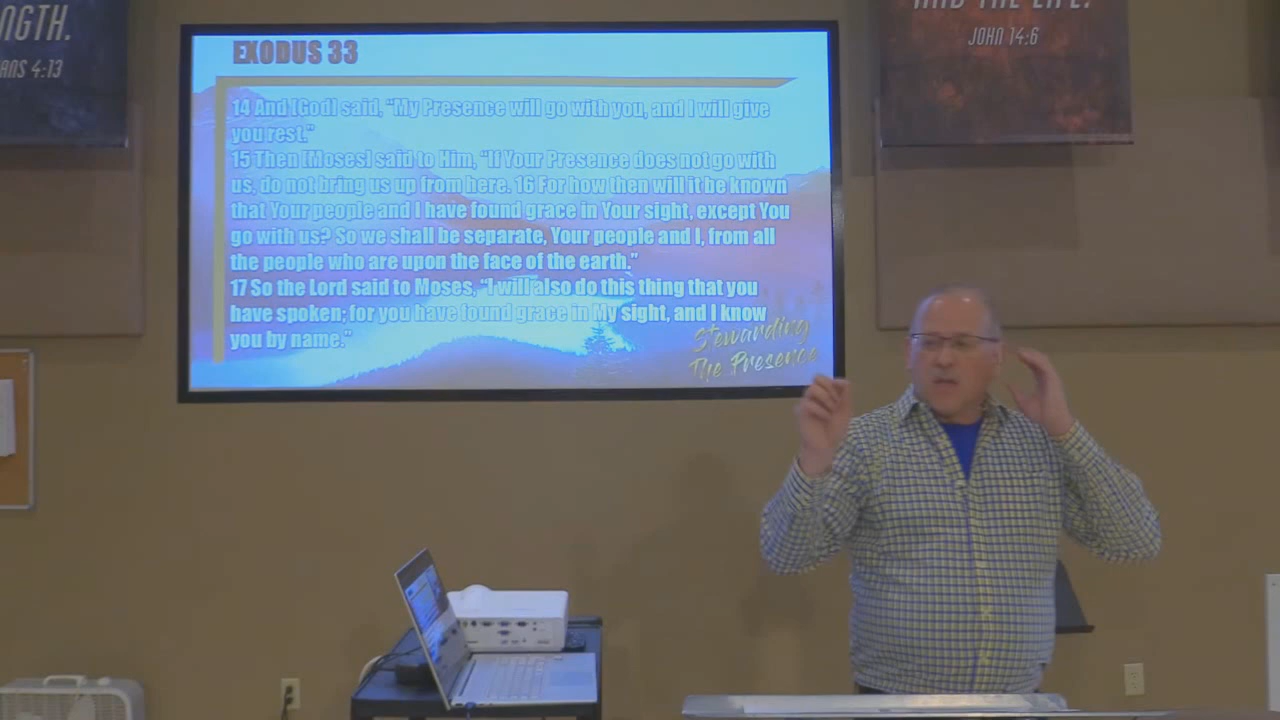 NGTH.
ANS 4:13
AND THE LIFE.
JOHN 14:6
EXODUS 33
14 And [God] said, “My Presence will go with you, and I will give
you rest.”
15 Then [Moses] said to Him, “If Your Presence does not go with
us, do not bring us up from here. 16 For how then will it be known
that Your people and I have found grace in Your sight, except You
go with us? So we shall be separate, Your people and I, from all
the people who are upon the face of the earth.”
17 So the Lord said to Moses, “I will also do this thing that you
have spoken; for you have found grace in My sight, and I know
you by name.”
Stewarding
The Presence